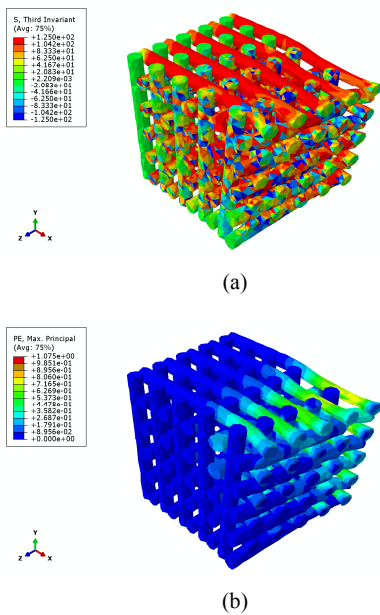 S, Third Invariant
(Avg: 75%)
+1.250e+02
+1.042e+02
+8.333e+01
+6.250e+01
+4.167e+01
+2.083e+01
+2.209e-03
-2.083e+01
-4.166e+01
-6.250e+01
-8.333e+01
-1.042e+02
-1.250e+02
Y
Z X
(a)
PE, Max. Principal
(Avg: 75%)
+1.075e+00
+9.851e-01
+8.956e-01
+8.060e-01
+7.165e-01
+6.269e-01
+5.373e-01
+4.478e-01
+3.582e-01
+2.687e-01
+1.791e-01
+8.956e-02
+0.000e+00
Y
Z X
(b)